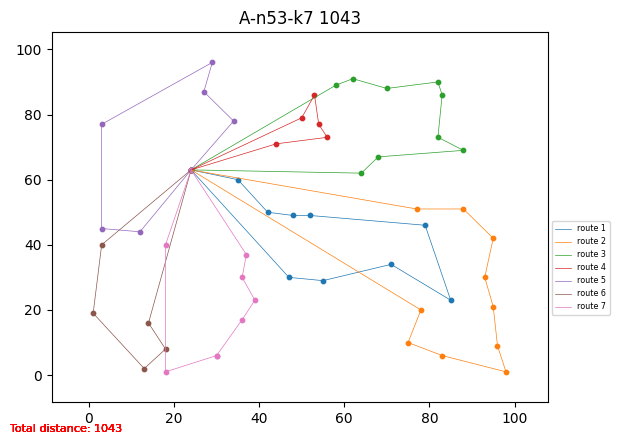 A-n53-k7 1043
100
80
60
40
20
0
0 20 40 60 80 100
route 1
route 2
route 3
route 4
route 5
route 6
route 7
Total distance: 1043